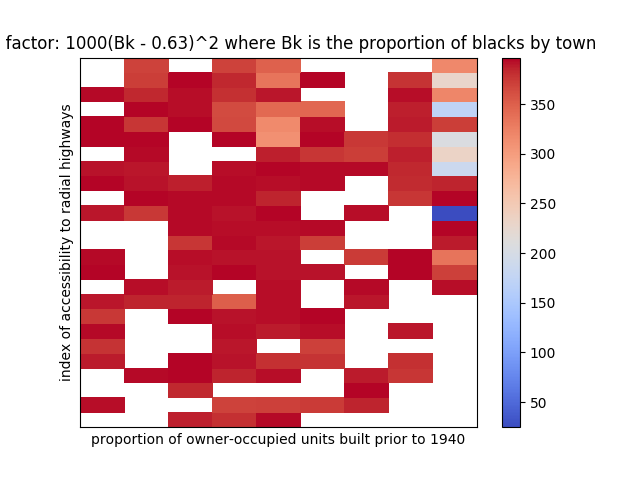 factor: 1000(Bk - 0.63)^2 where Bk is the proportion of blacks by town
index of accessibility to radial highways
proportion of owner-occupied units built prior to 1940
350
300
250
200
150
100
50